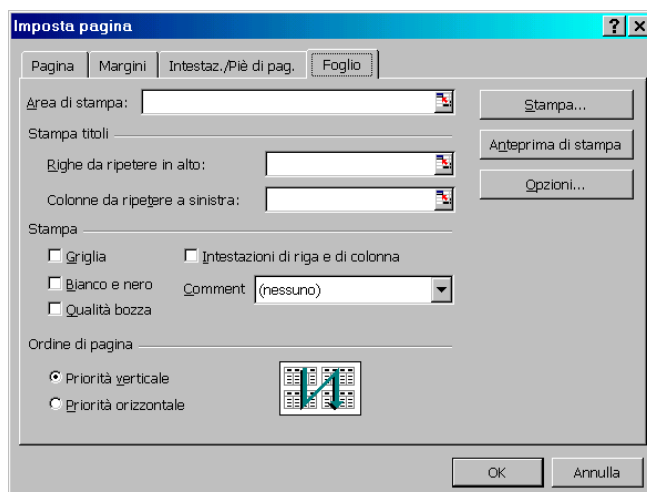 Imposta pagina
Pagina Margini Intestaz./Piè di pag. Foglio
Area di stampa: Stampa...
Stampa titoli
Righe da ripetere in alto: Anteprima di stampa
Colonne da ripetere a sinistra: Opzioni...
Stampa
Griglia Intestazioni di riga e di colonna
Bianco e nero Comment (nessuno)
Qualità bozza
Ordine di pagina
Priorità verticale
Priorità orizzontale
OK Annulla